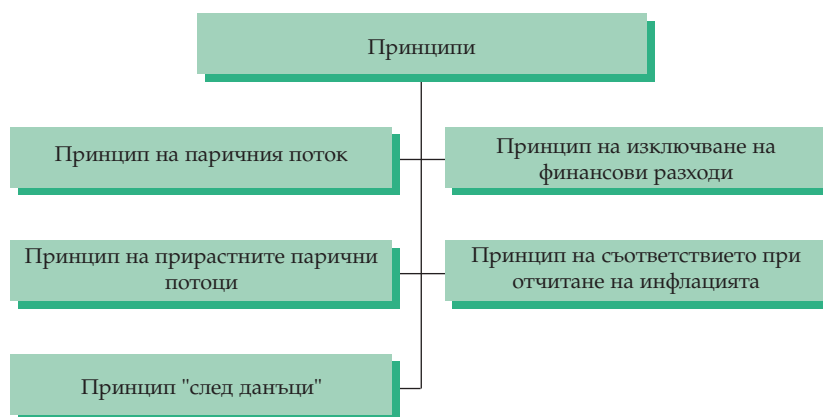 Принципи
Принцип на паричния поток
Принцип на изключване на
финансови разходи
Принцип на прирастните парични
потоци
Принцип на съответствието при
отчитане на инфлацията
Принцип "след данъци"